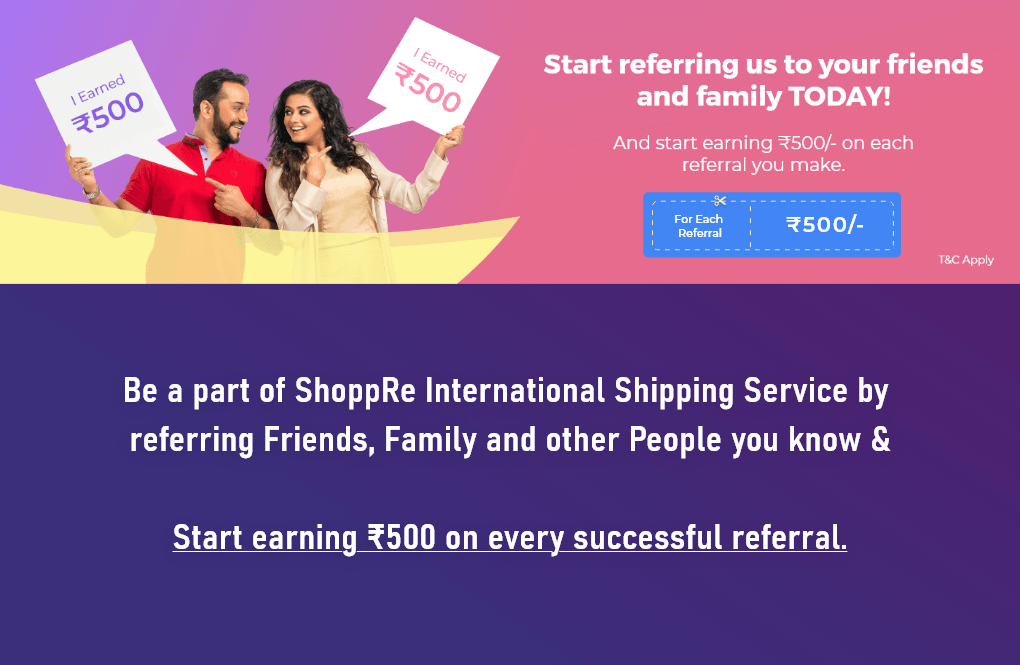 I Earned
₹500
I Earned
₹500
Start referring us to your friends
and family TODAY!
And start earning ₹500/- on each
referral you make.
For Each
Referral
₹500/-
T&C Apply
Be a part of ShoppRe International Shipping Service by
referring Friends, Family and other People you know &
Start earning ₹500 on every successful referral.